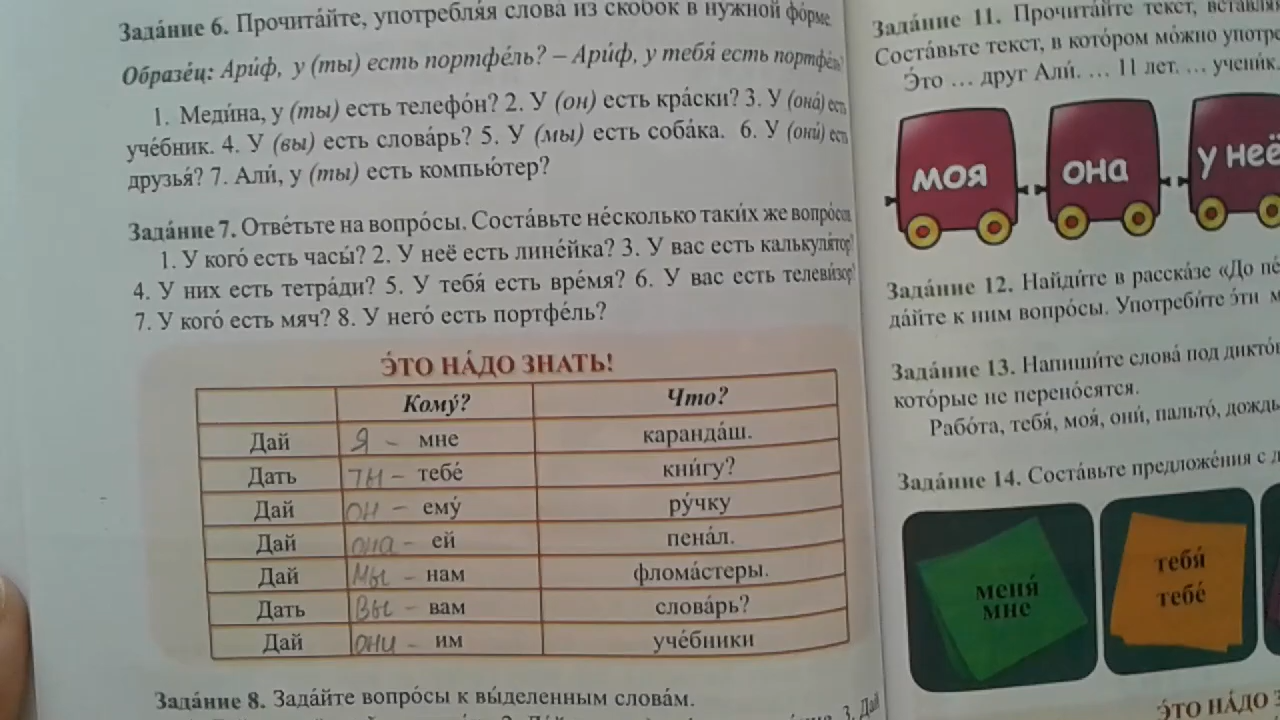 Зада́ние 6. Прочита́йте, употребля́я слова́ из скобо́к в ну́жной фо́рме.
Образе́ц: Ари́ф, у (ты) есть портфе́ль? – Ари́ф, у тебя́ есть портфе́ль?
1. Меди́на, у (ты) есть телефо́н? 2. У (он) есть кра́ски? 3. У (она́) есть
уче́бник. 4. У (вы) есть слова́рь? 5. У (мы) есть соба́ка. 6. У (они́) есть
друзья́? 7. Али́, у (ты) есть компью́тер?
Зада́ние 7. Отве́тьте на вопро́сы. Соста́вьте не́сколько таки́х же вопро́сов.
1. У кого́ есть часы́? 2. У неё есть лине́йка? 3. У вас есть калькуля́тор?
4. У них есть тетра́ди? 5. У тебя́ есть вре́мя? 6. У вас есть телеви́зор?
7. У кого́ есть мяч? 8. У него́ есть портфе́ль?
Э́ТО НА́ДО ЗНАТЬ!
Кому́? Что?
Дай я – мне каранда́ш.
Дать ты – тебе́ кни́гу?
Дай он – ему́ ру́чку
Дай она – ей пена́л.
Дай мы – нам флома́стеры.
Дать вы – вам слова́рь?
Дай они – им уче́бники
Зада́ние 8. Зада́йте вопро́сы к вы́деленным слова́м.
3. Дай
Зада́ние 11. Прочита́йте текст, вставля
Соста́вьте текст, в кото́ром мо́жно употре
Э́то ... друг Али́. ... 11 лет. ... учени́к.
моя она у неё
Зада́ние 12. Найди́те в расска́зе «До
да́йте к ним вопро́сы. Употреби́те э́ти
Зада́ние 13. Напиши́те слова́ под дикто́
кото́рые не перено́сятся.
Рабо́та, тебя́, моя́, они́, пальто́, дождь
Зада́ние 14. Соста́вьте предложе́ния с
меня́
мне
тебя́
тебе́
Э́ТО НА́ДО